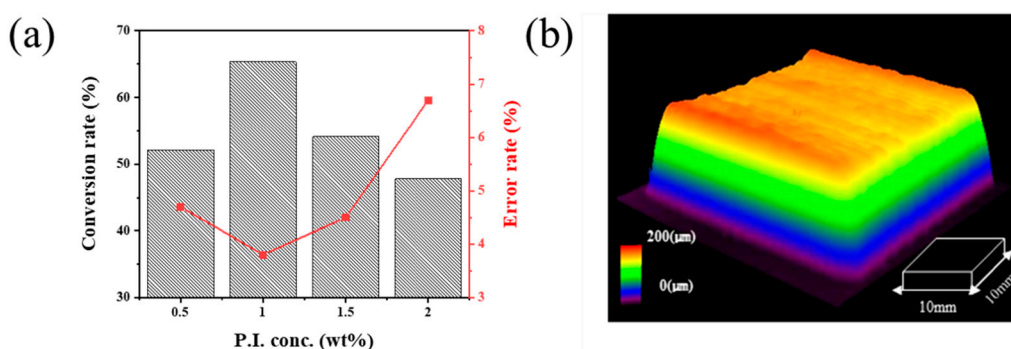 (a)
70
60
50
40
30
Conversion rate (%)
8
7
6
5
4
3
Error rate (%)
0.5 1 1.5 2
P.I. conc. (wt%)
(b)
200(μm)
0(μm)
10mm
10mm